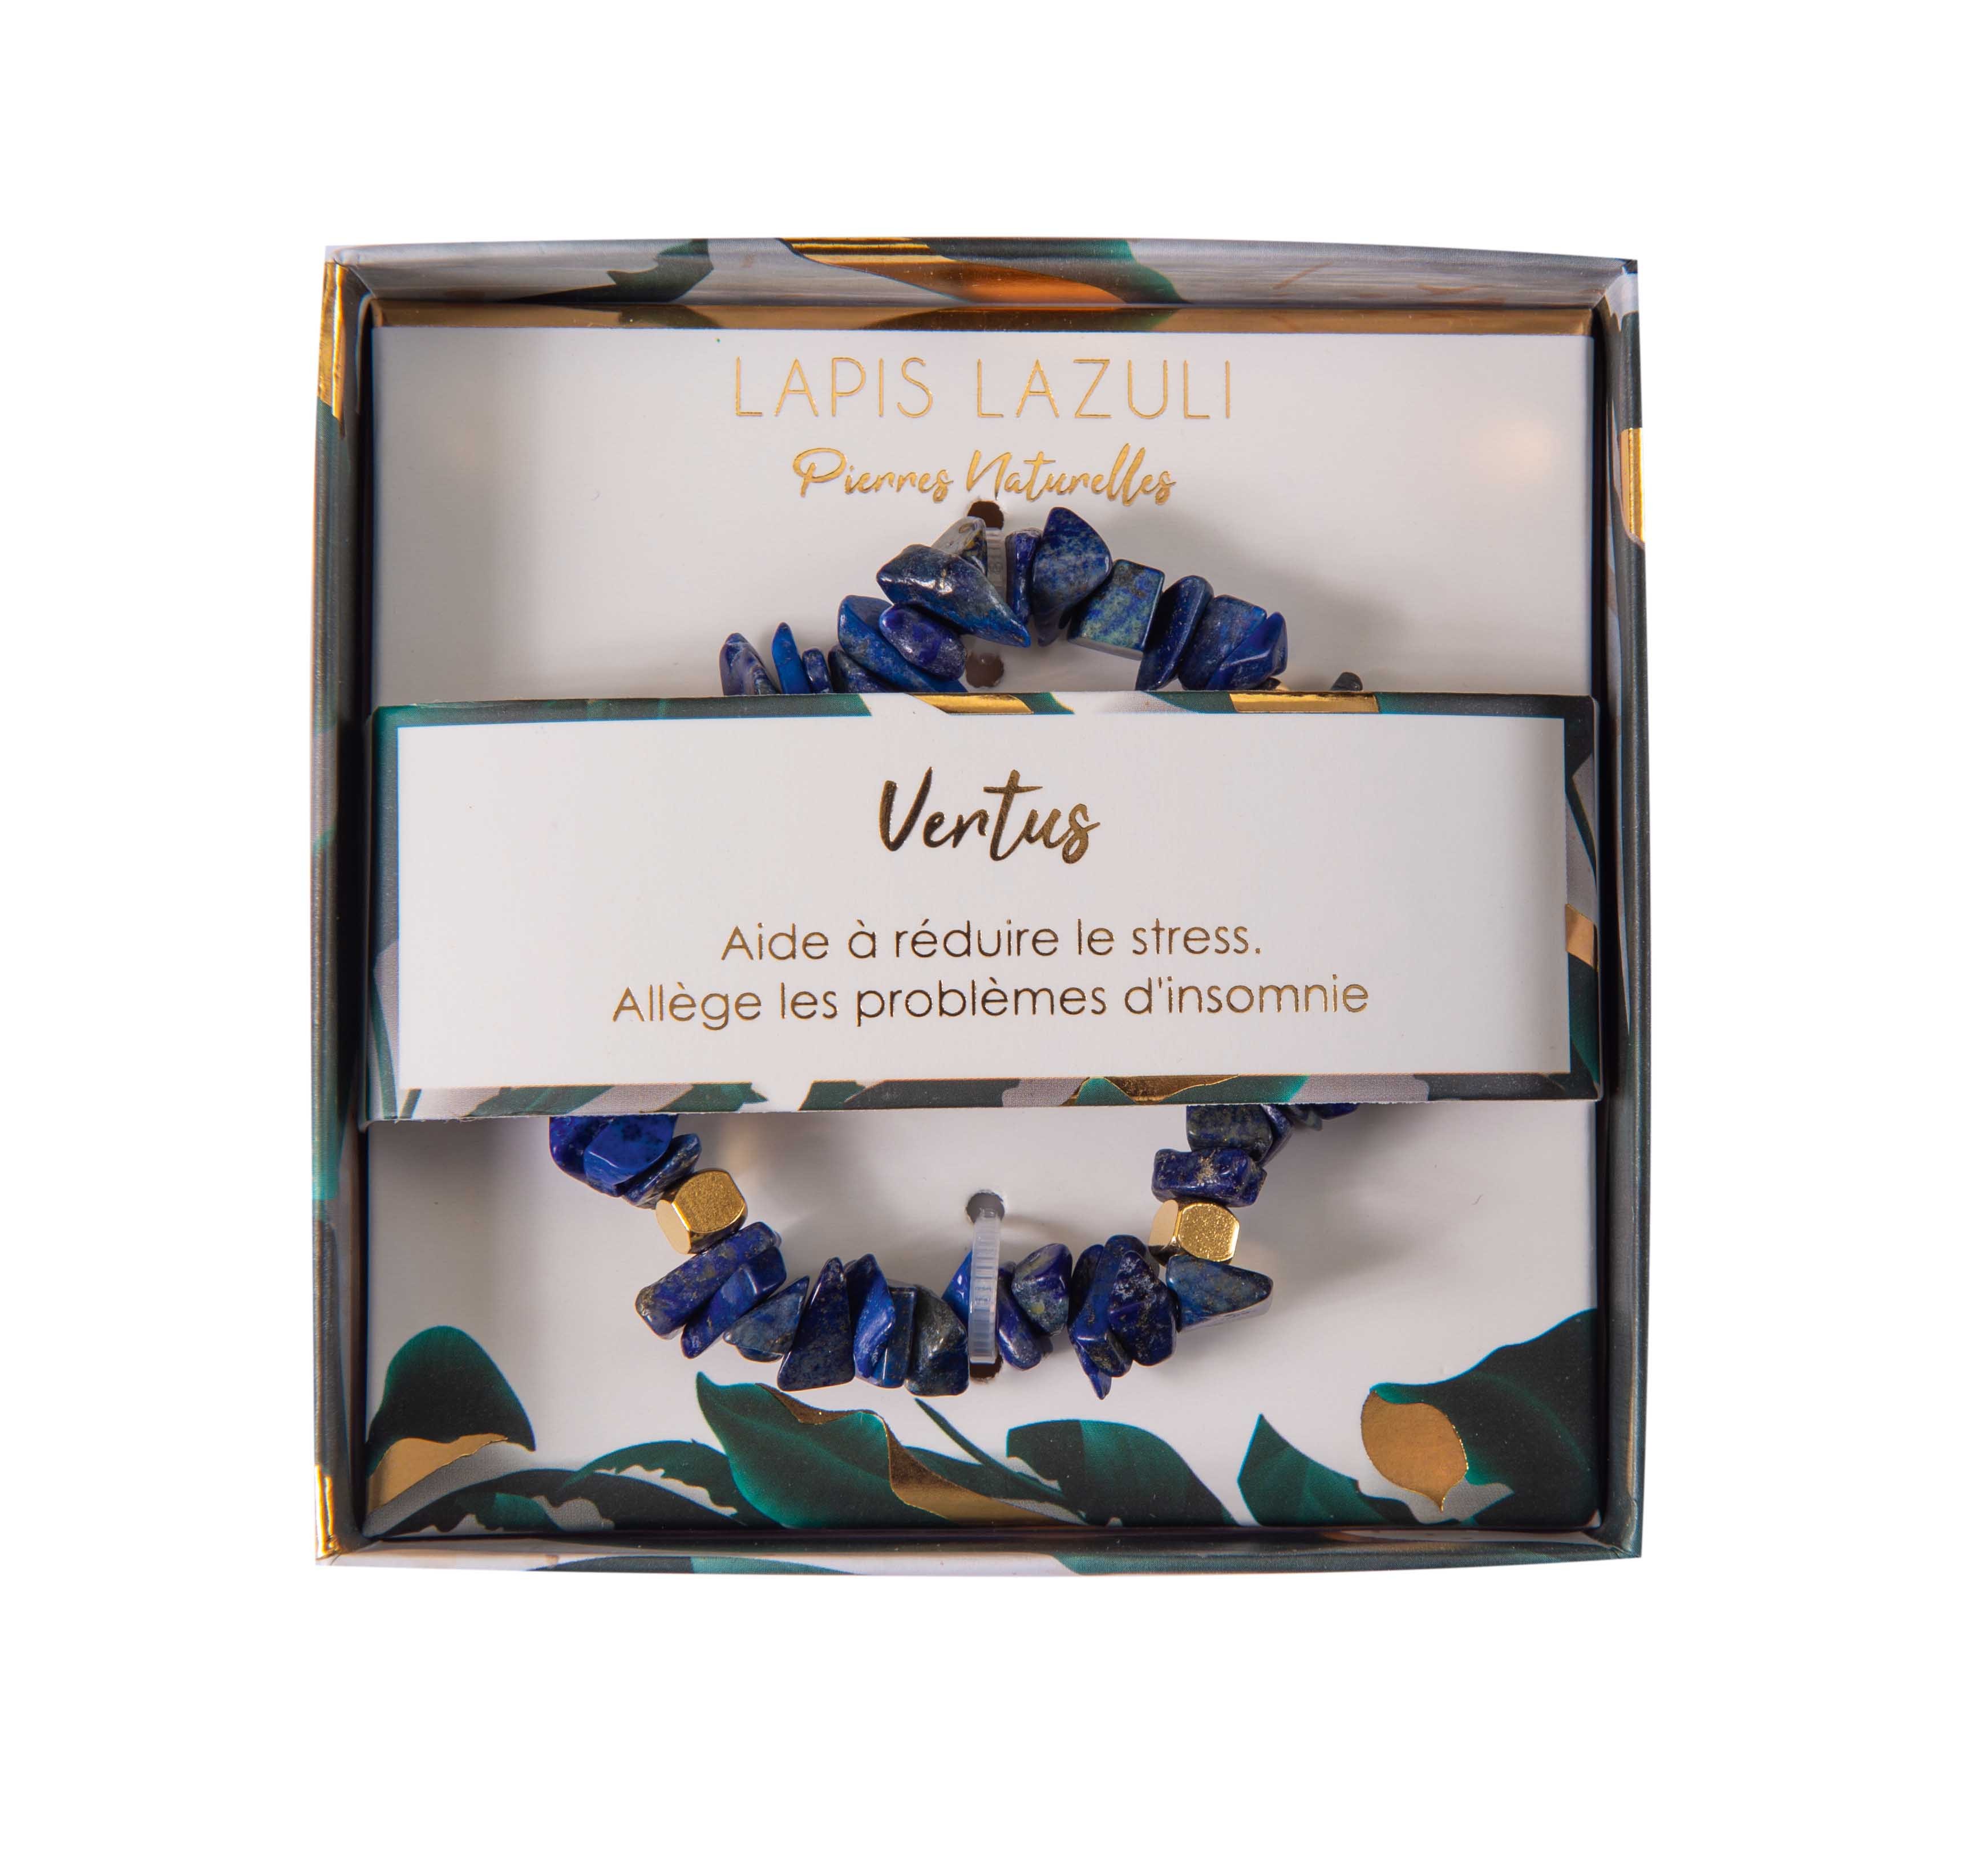 LAPIS LAZULI
Pierres Naturelles
Vertus
Aide à réduire le stress.
Allège les problèmes d'insomnie